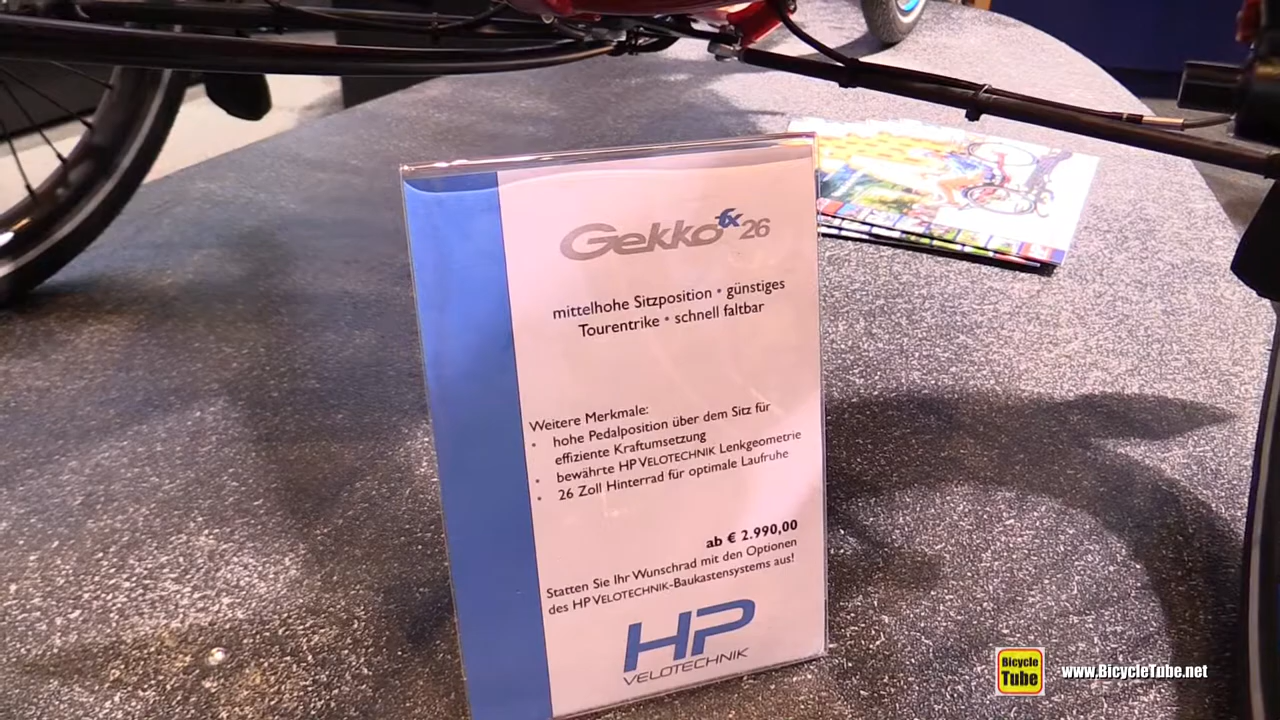 Gekko fx 26
mittelhohe Sitzposition • günstiges
Tourentrike • schnell faltbar
Weitere Merkmale:
• hohe Pedalposition über dem Sitz für
effiziente Kraftumsetzung
• bewährte HP VELOTECHNIK Lenkgeometrie
• 26 Zoll Hinterrad für optimale Laufruhe
ab € 2.990,00
Statten Sie Ihr Wunschrad mit den Optionen
des HP VELOTECHNIK-Baukastensystems aus!
HP
VELOTECHNIK
Bicycle
Tube
www.BicycleTube.net